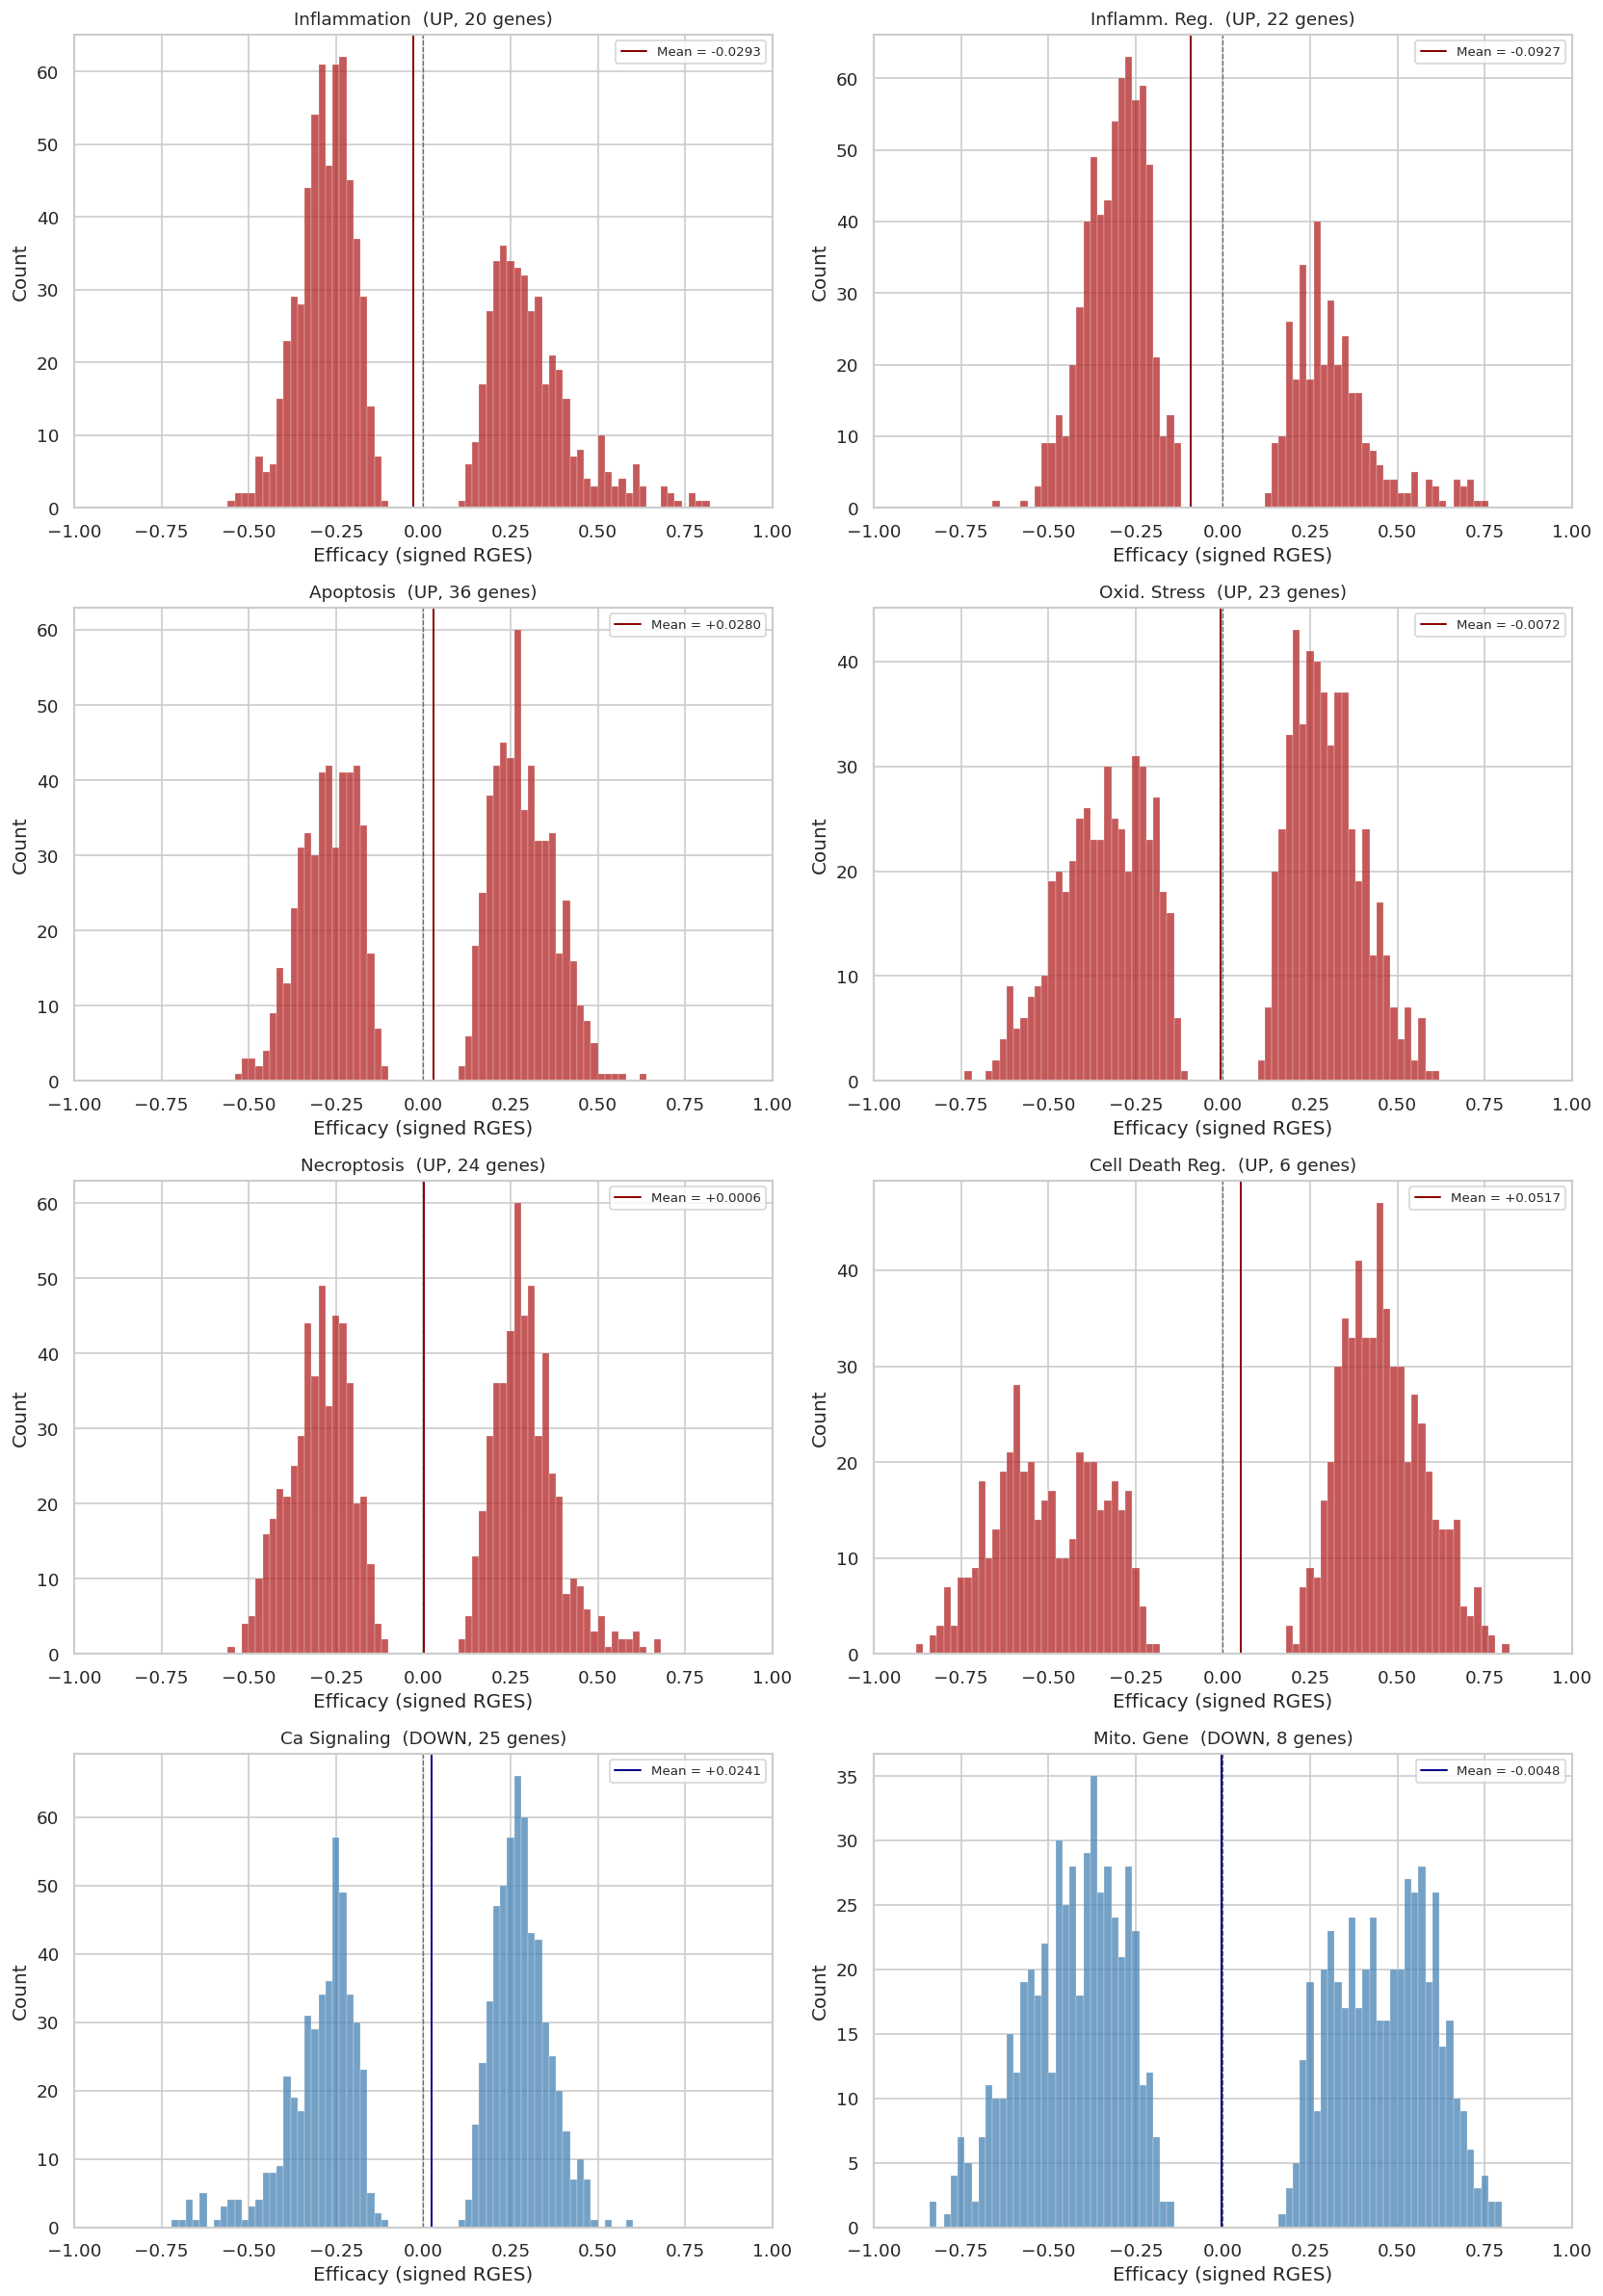 Inflammation  (UP, 20 genes)
Mean = -0.0293
Count
60
50
40
30
20
10
0
−1.00 −0.75 −0.50 −0.25 0.00 0.25 0.50 0.75 1.00
Efficacy (signed RGES)
Inflamm. Reg.  (UP, 22 genes)
Mean = -0.0927
Count
60
50
40
30
20
10
0
−1.00 −0.75 −0.50 −0.25 0.00 0.25 0.50 0.75 1.00
Efficacy (signed RGES)
Apoptosis  (UP, 36 genes)
Mean = +0.0280
Count
60
50
40
30
20
10
0
−1.00 −0.75 −0.50 −0.25 0.00 0.25 0.50 0.75 1.00
Efficacy (signed RGES)
Oxid. Stress  (UP, 23 genes)
Mean = -0.0072
Count
40
30
20
10
0
−1.00 −0.75 −0.50 −0.25 0.00 0.25 0.50 0.75 1.00
Efficacy (signed RGES)
Necroptosis  (UP, 24 genes)
Mean = +0.0006
Count
60
50
40
30
20
10
0
−1.00 −0.75 −0.50 −0.25 0.00 0.25 0.50 0.75 1.00
Efficacy (signed RGES)
Cell Death Reg.  (UP, 6 genes)
Mean = +0.0517
Count
40
30
20
10
0
−1.00 −0.75 −0.50 −0.25 0.00 0.25 0.50 0.75 1.00
Efficacy (signed RGES)
Ca Signaling  (DOWN, 25 genes)
Mean = +0.0241
Count
60
50
40
30
20
10
0
−1.00 −0.75 −0.50 −0.25 0.00 0.25 0.50 0.75 1.00
Efficacy (signed RGES)
Mito. Gene  (DOWN, 8 genes)
Mean = -0.0048
Count
35
30
25
20
15
10
5
0
−1.00 −0.75 −0.50 −0.25 0.00 0.25 0.50 0.75 1.00
Efficacy (signed RGES)